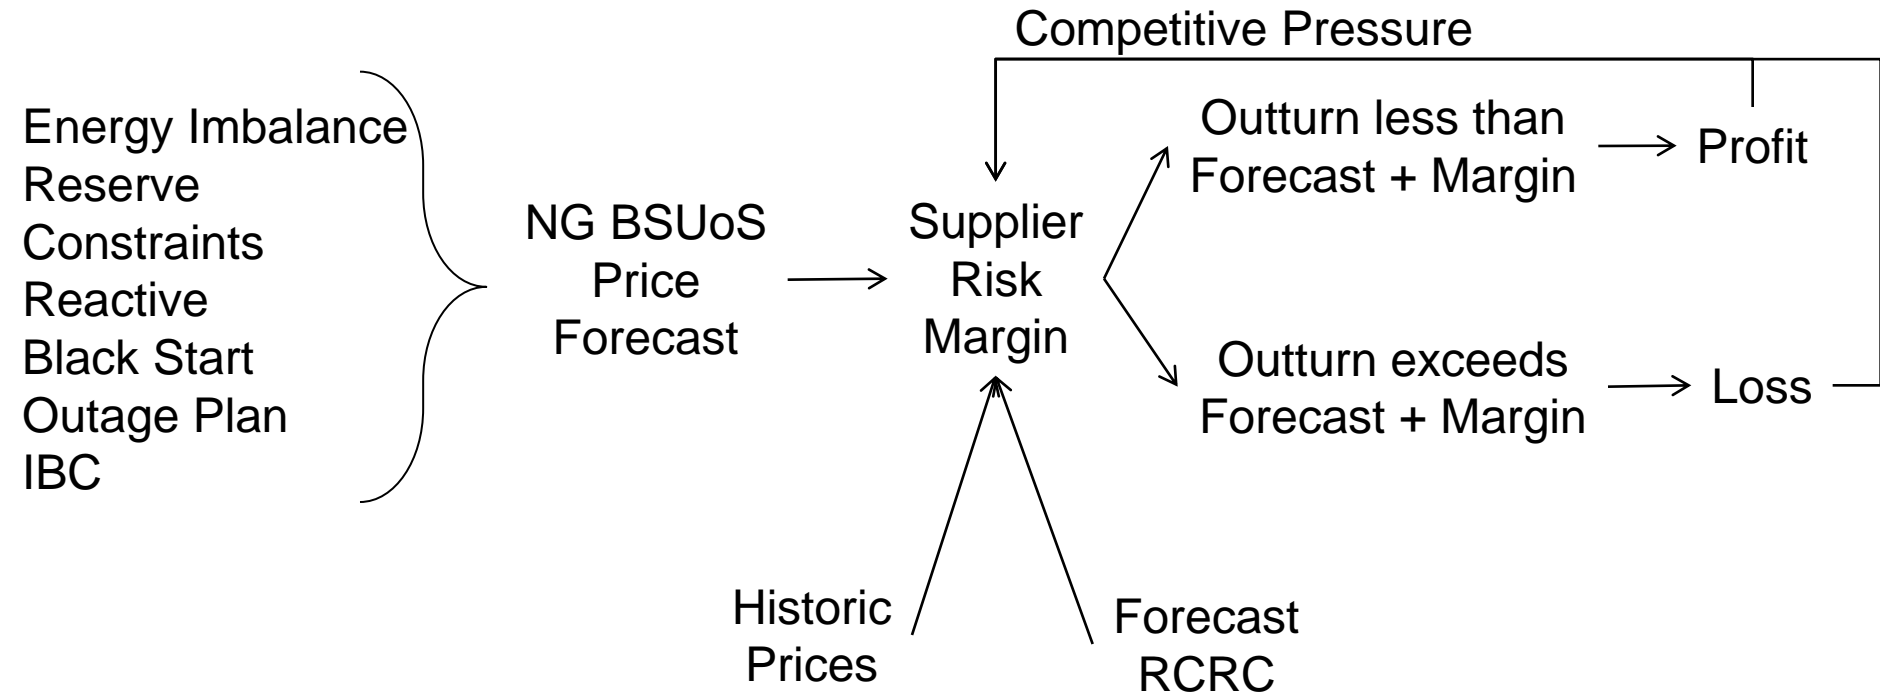 Competitive Pressure
Energy Imbalance
Reserve
Constraints
Reactive
Black Start
Outage Plan
IBC
NG BSUoS
Price
Forecast
Supplier
Risk
Margin
Outturn less than
Forecast + Margin
Profit
Outturn exceeds
Forecast + Margin
Loss
Historic
Prices
Forecast
RCRC